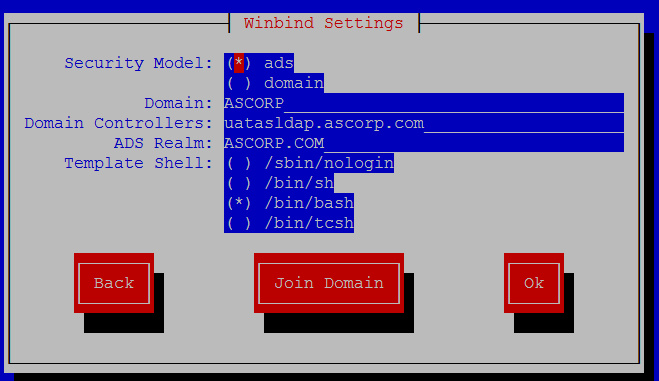 Winbind Settings
Security Model: (*) ads
( ) domain
Domain: ASCORP
Domain Controllers: uatasldap.ascorp.com
ADS Realm: ASCORP.COM
Template Shell: ( ) /sbin/nologin
( ) /bin/sh
(*) /bin/bash
( ) /bin/tcsh
Back Join Domain Ok